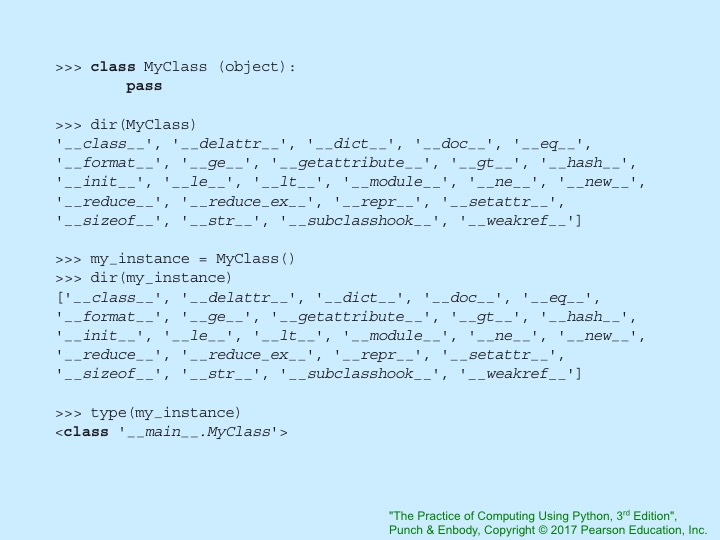 >>> class MyClass (object):
        pass
>>> dir(MyClass)
'__class__', '__delattr__', '__dict__', '__doc__', '__eq__',
'__format__', '__ge__', '__getattribute__', '__gt__', '__hash__',
'__init__', '__le__', '__lt__', '__module__', '__ne__', '__new__',
'__reduce__', '__reduce_ex__', '__repr__', '__setattr__',
'__sizeof__', '__str__', '__subclasshook__', '__weakref__']
>>> my_instance = MyClass()
>>> dir(my_instance)
['__class__', '__delattr__', '__dict__', '__doc__', '__eq__',
'__format__', '__ge__', '__getattribute__', '__gt__', '__hash__',
'__init__', '__le__', '__lt__', '__module__', '__ne__', '__new__',
'__reduce__', '__reduce_ex__', '__repr__', '__setattr__',
'__sizeof__', '__str__', '__subclasshook__', '__weakref__']
>>> type(my_instance)
<class '__main__.MyClass'>
"The Practice of Computing Using Python, 3rd Edition",
Punch & Enbody, Copyright © 2017 Pearson Education, Inc.